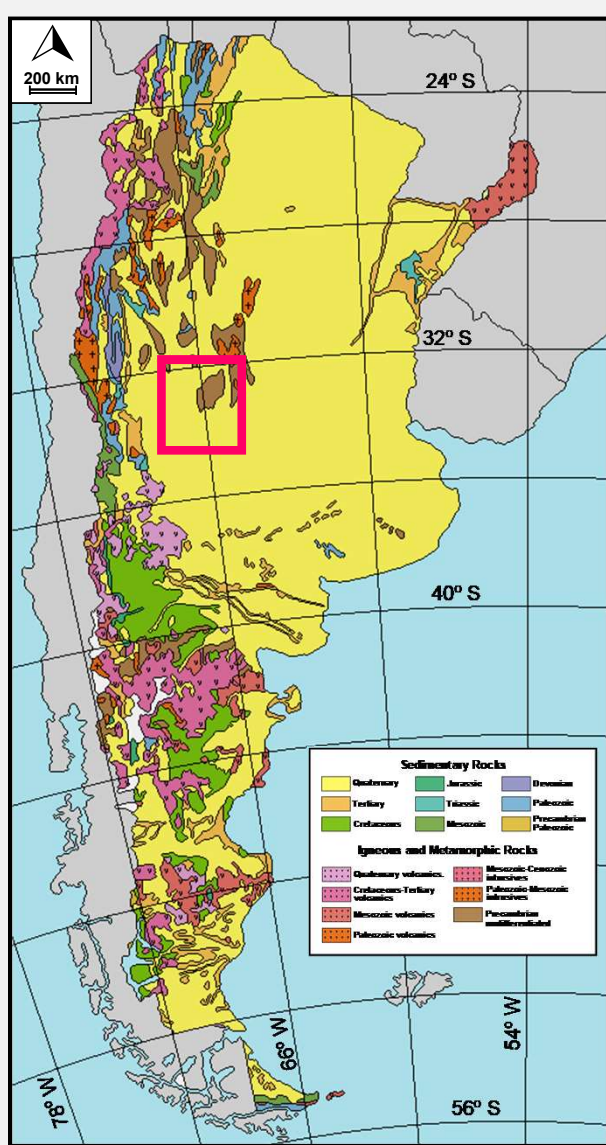 200 km
24º S
32º S
40º S
Sedimentary Rocks
Quaternary
Jurassic
Devonian
Tertiary
Triassic
Paleozoic
Cretaceous
Mesozoic
Precambrian
Paleozoic
Igneous and Metamorphic Rocks
Quaternary volcanics.
Mesozoic-Cenozoic
intrusives
Cretaceous-Tertiary
volcanics
Paleozoic-Mesozoic
intrusives
Mesozoic volcanics
Precambrian
undifferentiated
Paleozoic volcanics
54º W
66º W
78º W
56º S